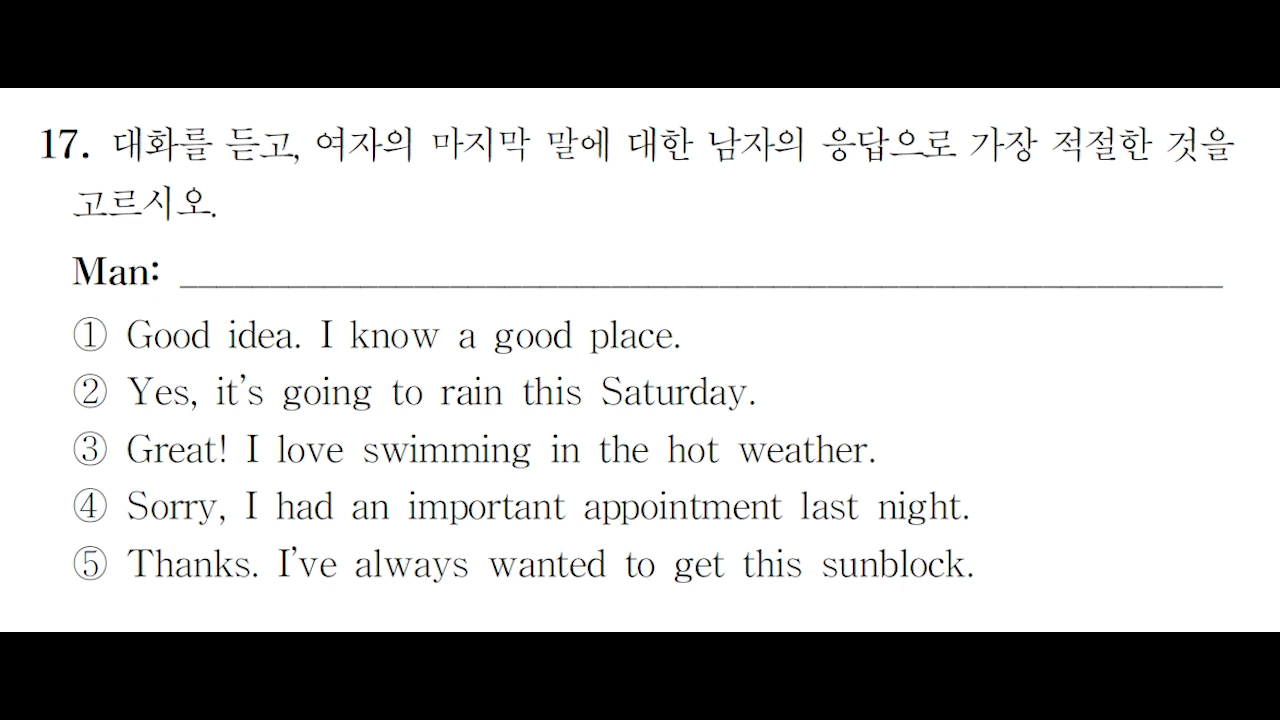 17. 대화를 듣고, 여자의 마지막 말에 대한 남자의 응답으로 가장 적절한 것을
고르시오.
Man: ____________________________________________________________
① Good idea. I know a good place.
② Yes, it’s going to rain this Saturday.
③ Great! I love swimming in the hot weather.
④ Sorry, I had an important appointment last night.
⑤ Thanks. I’ve always wanted to get this sunblock.